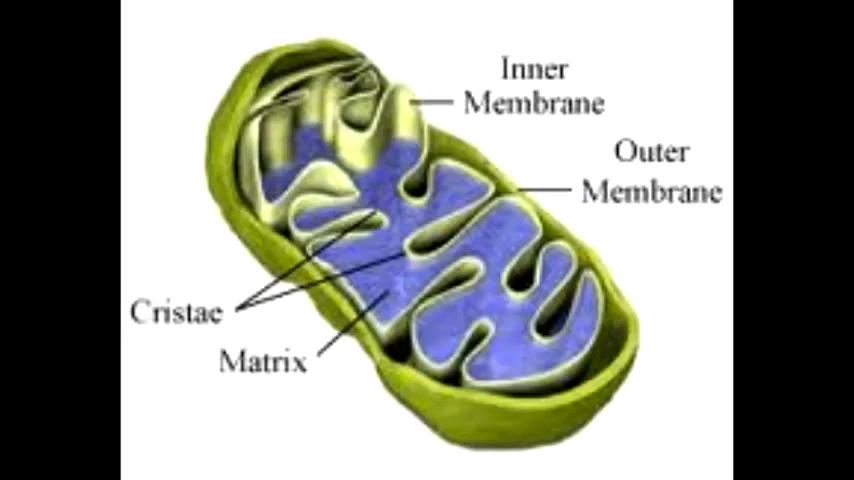 Inner
Membrane
Outer
Membrane
Cristae
Matrix